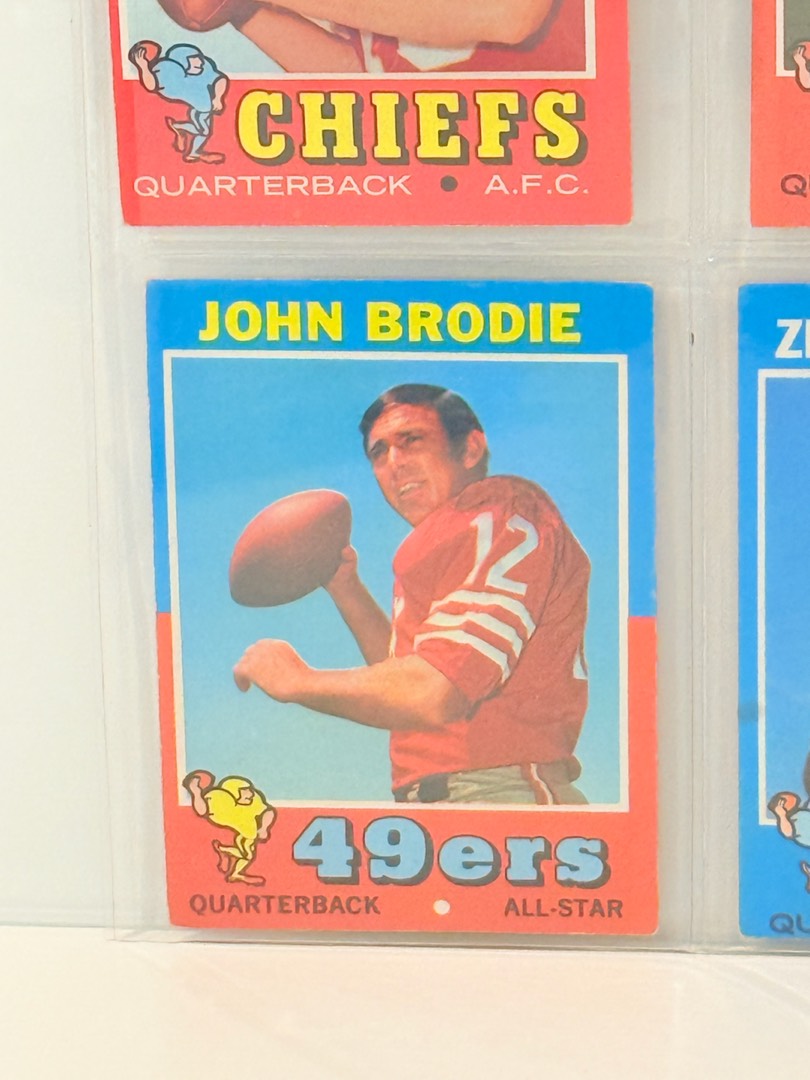 CHIEFS
QUARTERBACK • A.F.C.
JOHN BRODIE
12
49ers
QUARTERBACK • ALL-STAR